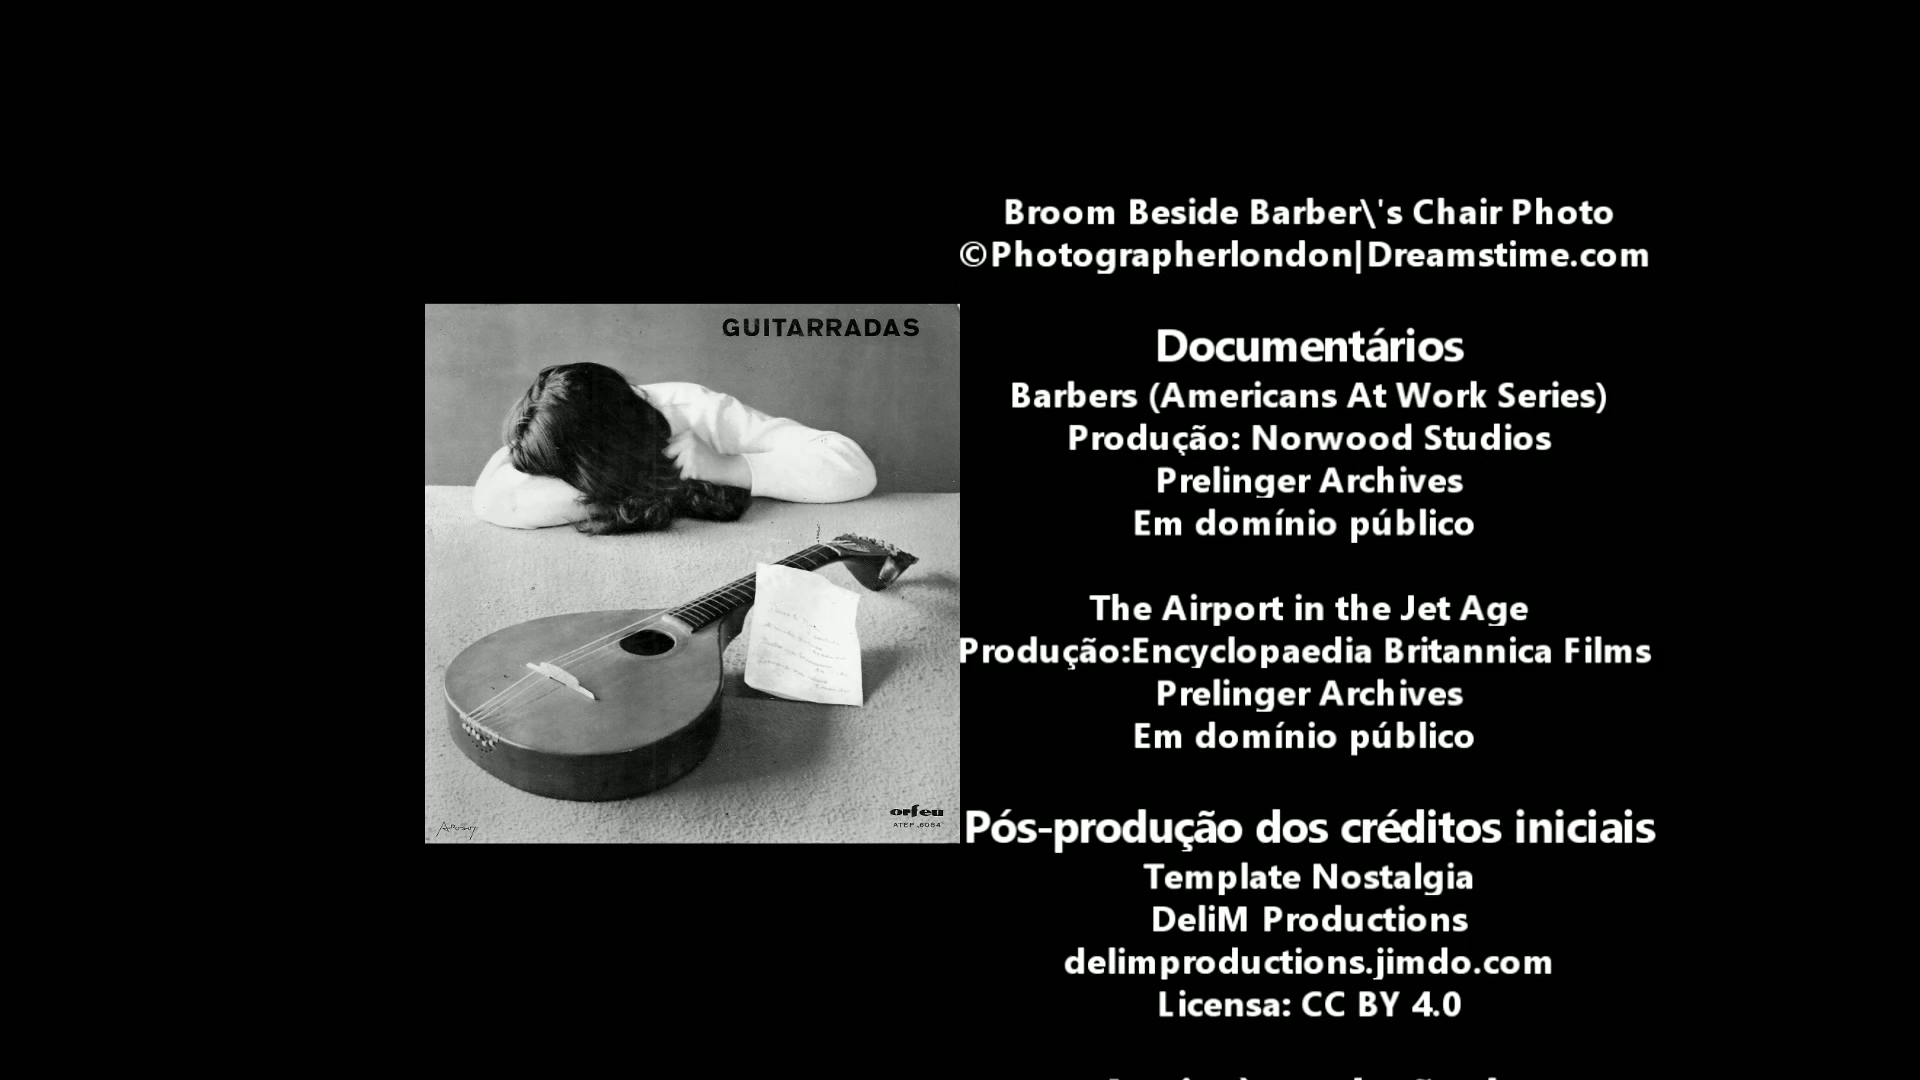 GUITARRADAS
orfeu
ATEP 6084
Broom Beside Barber\'s Chair Photo
©Photographerlondon|Dreamstime.com
Documentários
Barbers (Americans At Work Series)
Produção: Norwood Studios
Prelinger Archives
Em domínio público
The Airport in the Jet Age
Produção:Encyclopaedia Britannica Films
Prelinger Archives
Em domínio público
Pós-produção dos créditos iniciais
Template Nostalgia
DeliM Productions
delimproductions.jimdo.com
Licensa: CC BY 4.0